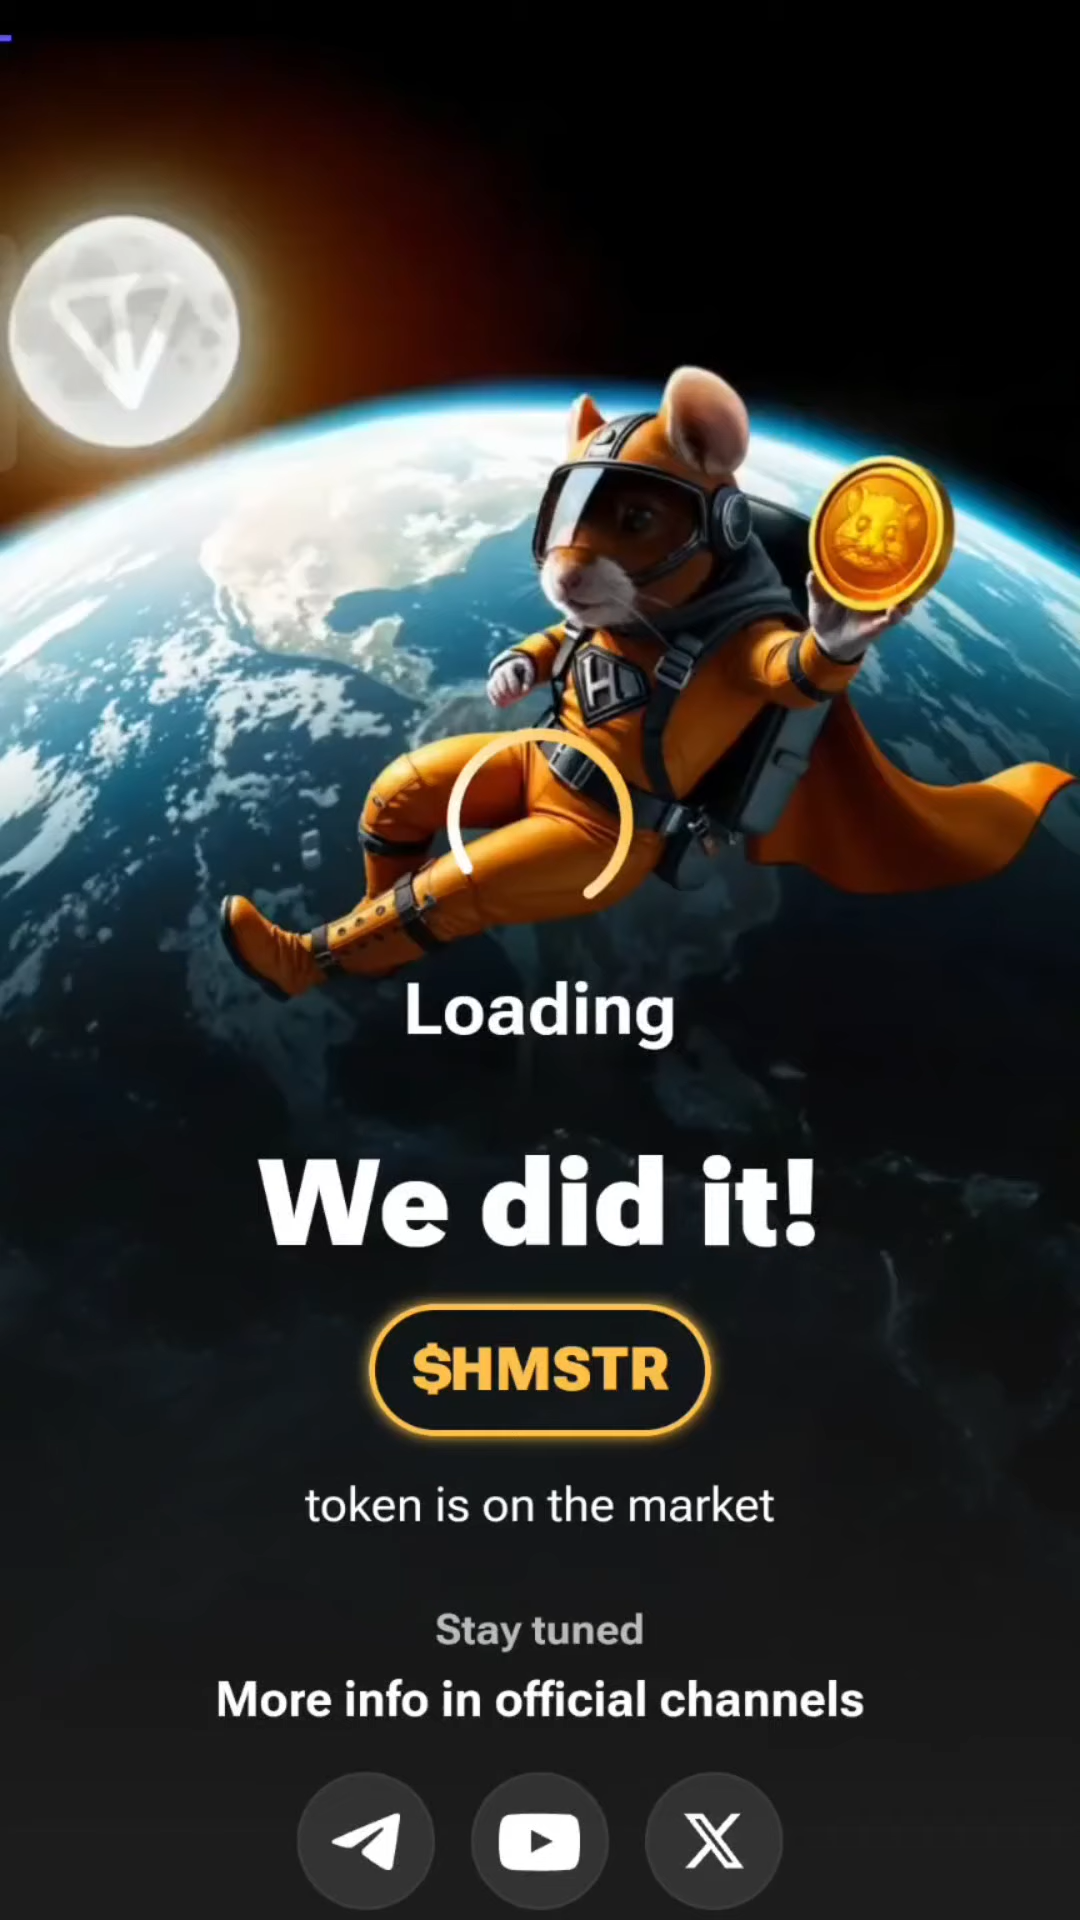 H
Loading
We did it!
$HMSTR
token is on the market
Stay tuned
More info in official channels